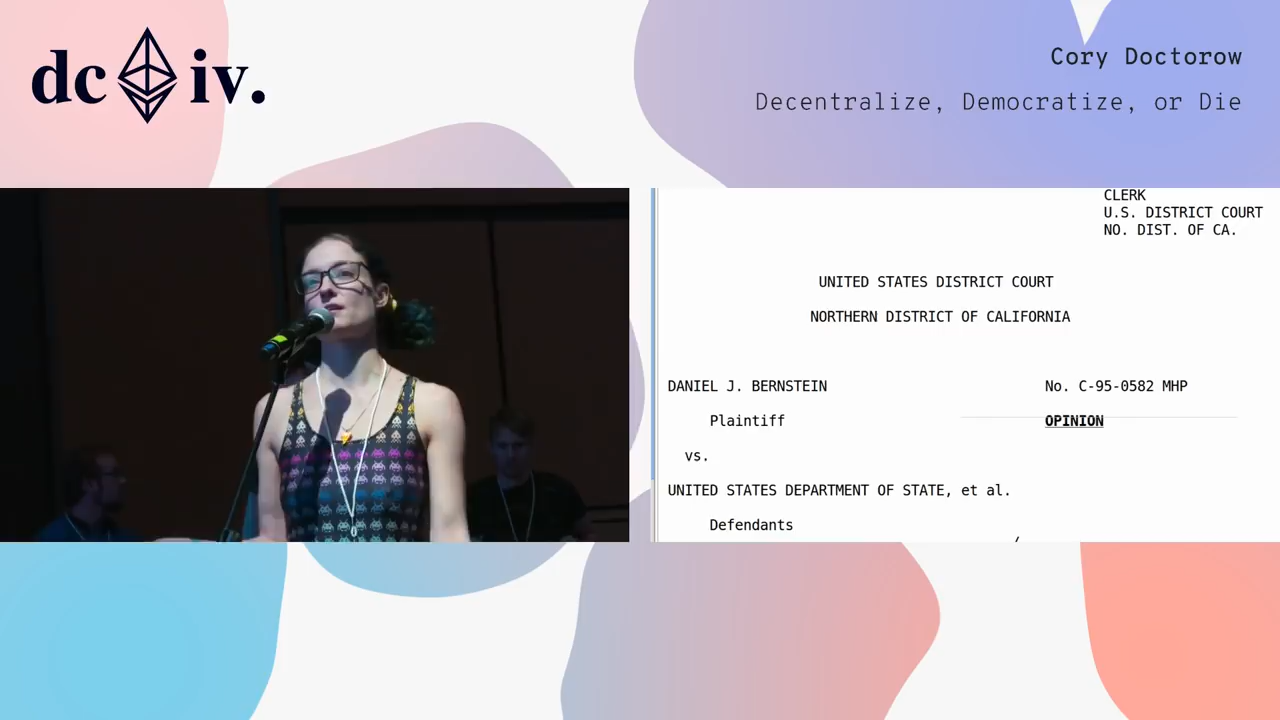 dc iv.
Cory Doctorow
Decentralize, Democratize, or Die
CLERK
U.S. DISTRICT COURT
NO. DIST. OF CA.
UNITED STATES DISTRICT COURT
NORTHERN DISTRICT OF CALIFORNIA
DANIEL J. BERNSTEIN No. C-95-0582 MHP
Plaintiff OPINION
vs.
UNITED STATES DEPARTMENT OF STATE, et al.
Defendants
/